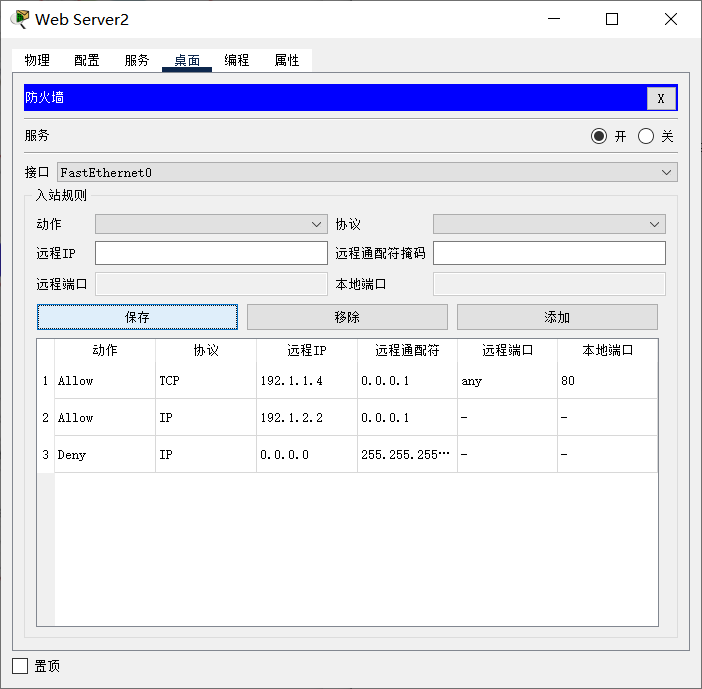 Web Server2
物理 配置 服务 桌面 编程 属性
防火墙 X
服务 开 关
接口 FastEthernet0
入站规则
动作 协议
远程IP 远程通配符掩码
远程端口 本地端口
保存 移除 添加
动作 协议 远程IP 远程通配符 远程端口 本地端口
1 Allow TCP 192.1.1.4 0.0.0.1 any 80
2 Allow IP 192.1.2.2 0.0.0.1 - -
3 Deny IP 0.0.0.0 255.255.255… - -
置顶